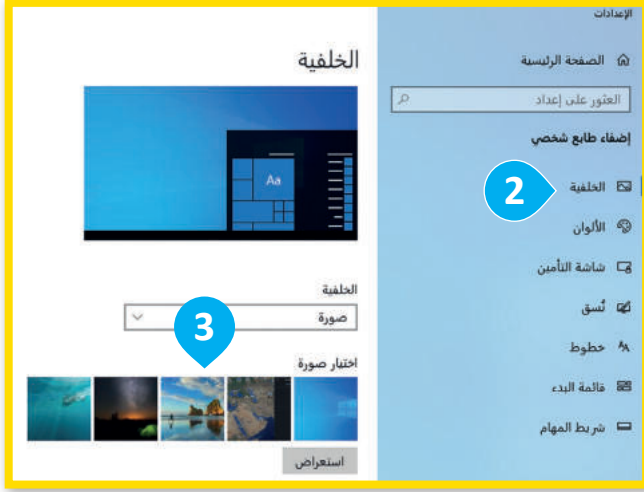 الإعدادات
الصفحة الرئيسية
العثور على إعداد
إضفاء طابع شخصي
الخلفية
2
الألوان
شاشة التأمين
نُسق
خطوط
قائمة البدء
شريط المهام
الخلفية
Aa
الخلفية
صورة
3
اختيار صورة
استعراض